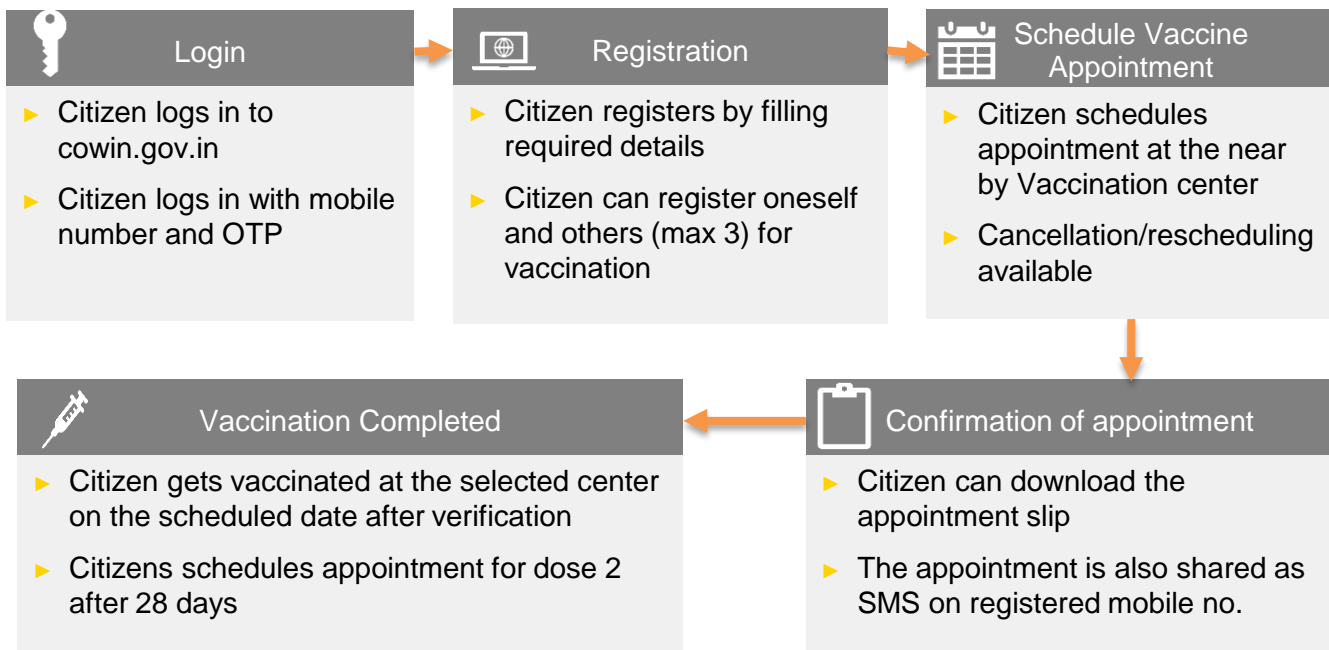 Login
► Citizen logs in to
cowin.gov.in
► Citizen logs in with mobile
number and OTP
Registration
► Citizen registers by filling
required details
► Citizen can register oneself
and others (max 3) for
vaccination
Schedule Vaccine
Appointment
► Citizen schedules
appointment at the near
by Vaccination center
► Cancellation/rescheduling
available
Confirmation of appointment
► Citizen can download the
appointment slip
► The appointment is also shared as
SMS on registered mobile no.
Vaccination Completed
► Citizen gets vaccinated at the selected center
on the scheduled date after verification
► Citizens schedules appointment for dose 2
after 28 days